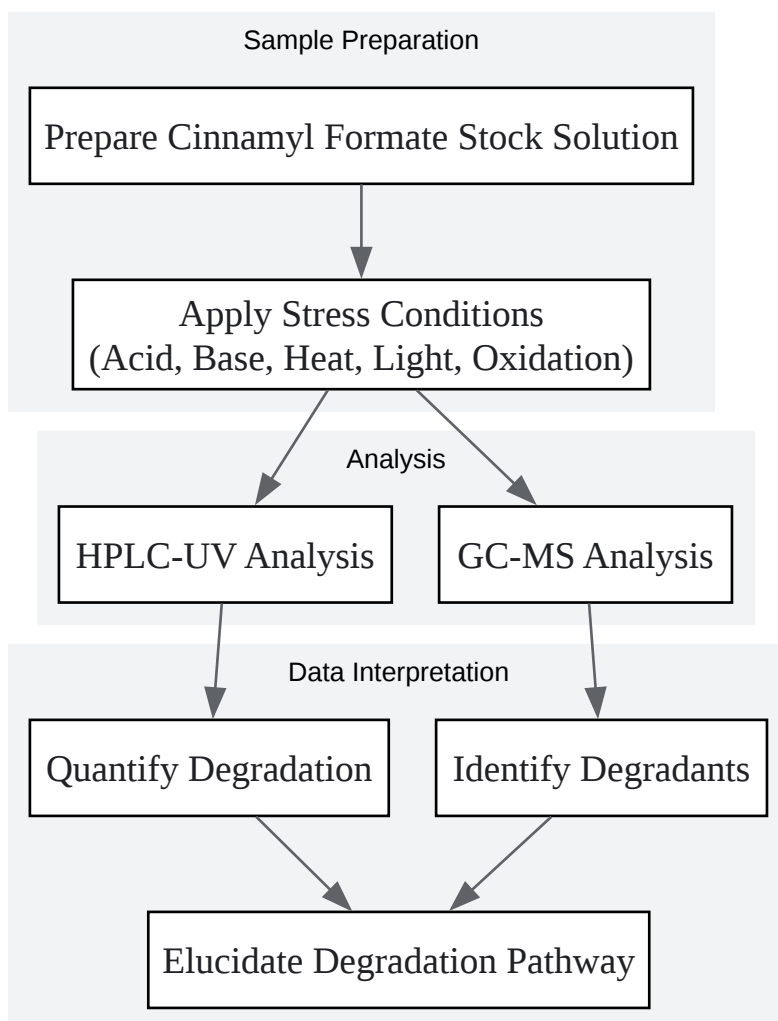 Sample Preparation
Prepare Cinnamyl Formate Stock Solution
Apply Stress Conditions
(Acid, Base, Heat, Light, Oxidation)
Analysis
HPLC-UV Analysis
GC-MS Analysis
Data Interpretation
Quantify Degradation
Identify Degradants
Elucidate Degradation Pathway